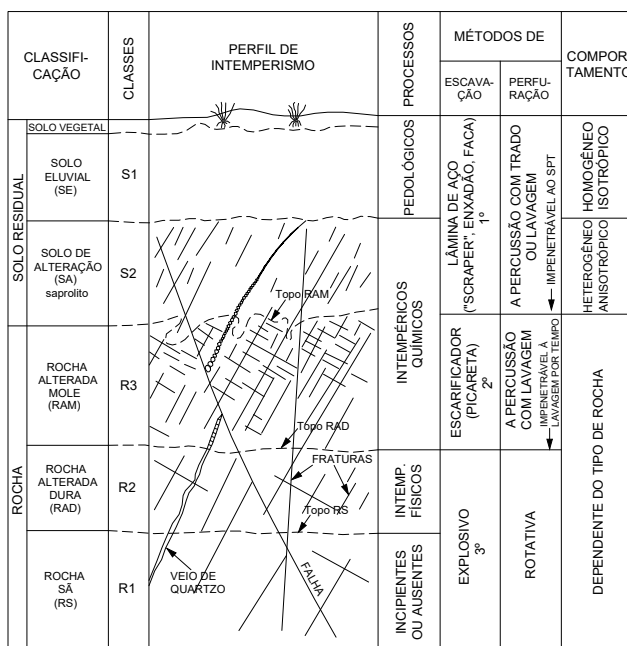 CLASSIFI-
CAÇÃO
CLASSES
PERFIL DE
INTEMPERISMO
PROCESSOS
MÉTODOS DE
ESCAVA-
ÇÃO
PERFU-
RAÇÃO
COMPOR
TAMENTO
SOLO RESIDUAL
SOLO VEGETAL
SOLO
ELUVIAL
(SE)
S1
PEDOLÓGICOS
LÂMINA DE AÇO
("SCRAPER", ENXADÃO, FACA)
1º
A PERCUSSÃO COM TRADO
OU LAVAGEM
IMPENETRÁVEL AO SPT
HOMOGÊNEO
ISOTRÓPICO
SOLO DE
ALTERAÇÃO
(SA)
saprolito
S2
Topo RAM
INTEMPÉRICOS
QUÍMICOS
HETEROGÊNEO
ANISOTRÓPICO
ROCHA
ROCHA
ALTERADA
MOLE
(RAM)
R3
Topo RAD
ESCARIFICADOR
(PICARETA)
2º
A PERCUSSÃO
COM LAVAGEM
IMPENETRÁVEL À
LAVAGEM POR TEMPO
DEPENDENTE DO TIPO DE ROCHA
ROCHA
ALTERADA
DURA
(RAD)
R2
FRATURAS
Topo RS
INTEMP.
FÍSICOS
EXPLOSIVO
3º
ROTATIVA
ROCHA
SÃ
(RS)
R1
VEIO DE
QUARTZO
FALHA
INCIPIENTES
OU AUSENTES